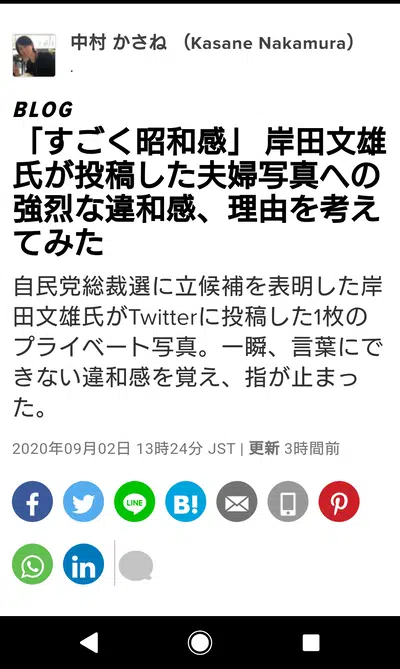 中村 かさね （Kasane Nakamura）
.
BLOG
「すごく昭和感」 岸田文雄
氏が投稿した夫婦写真への
強烈な違和感、理由を考え
てみた
自民党総裁選に立候補を表明した岸
田文雄氏がTwitterに投稿した1枚の
プライベート写真。一瞬、言葉にで
きない違和感を覚え、指が止まっ
た。
2020年09月02日 13時24分 JST | 更新 3時間前
LINE
B!
in